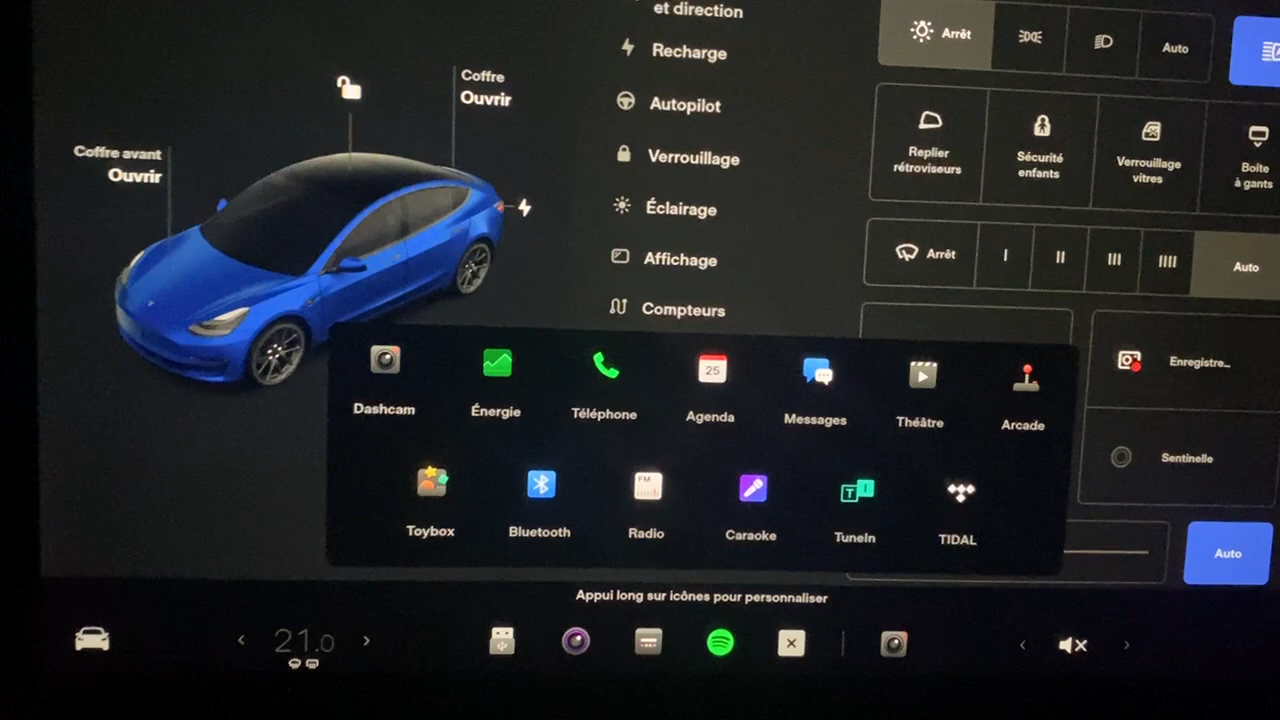 et direction
Recharge
Autopilot
Verrouillage
Éclairage
Affichage
Compteurs
Coffre
Ouvrir
Coffre avant
Ouvrir
Arrêt
Auto
Replier
rétroviseurs
Sécurité
enfants
Verrouillage
vitres
Boîte
à gants
Arrêt
I
II
III
IIII
Auto
Enregistre...
Sentinelle
Auto
Dashcam
Énergie
Téléphone
25
Agenda
Messages
Théâtre
Arcade
Toybox
Bluetooth
FM
Radio
Caraoke
T I
TuneIn
TIDAL
Appui long sur icônes pour personnaliser
21.0